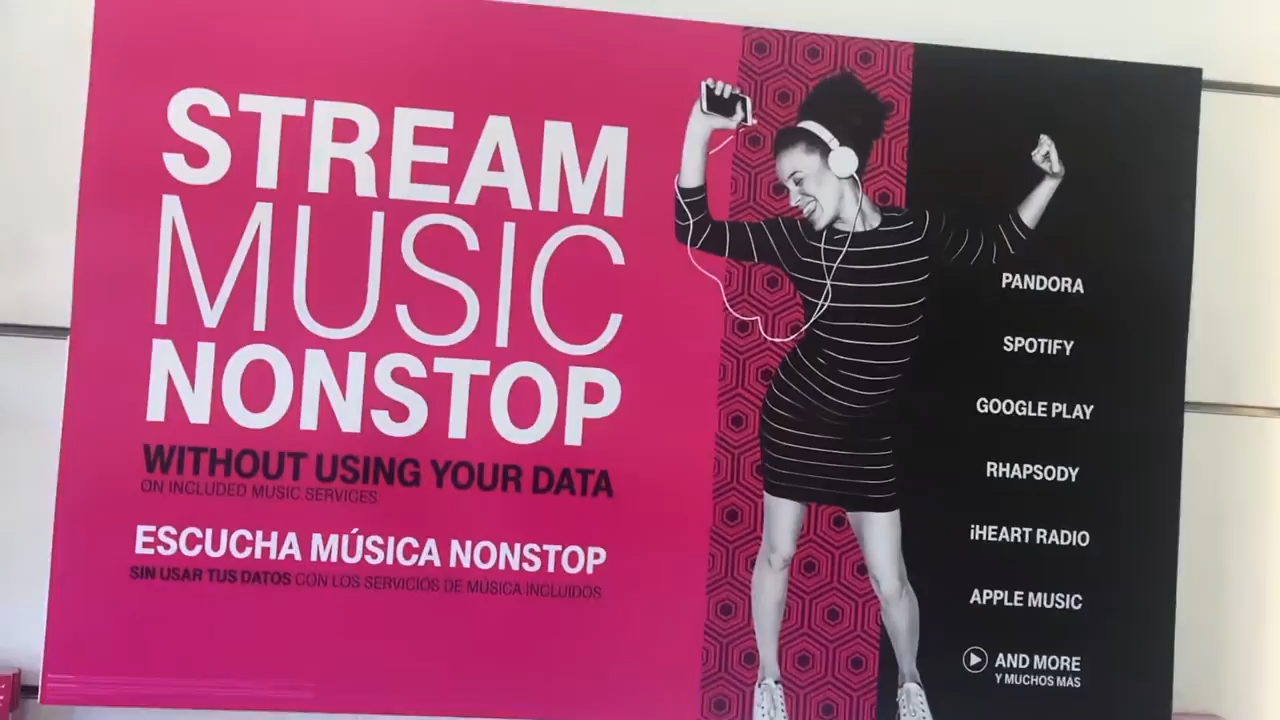 STREAM
MUSIC
NONSTOP
WITHOUT USING YOUR DATA
ON INCLUDED MUSIC SERVICES
ESCUCHA MÚSICA NONSTOP
SIN USAR TUS DATOS CON LOS SERVICIOS DE MÚSICA INCLUIDOS
PANDORA
SPOTIFY
GOOGLE PLAY
RHAPSODY
iHEART RADIO
APPLE MUSIC
AND MORE
Y MUCHOS MÁS